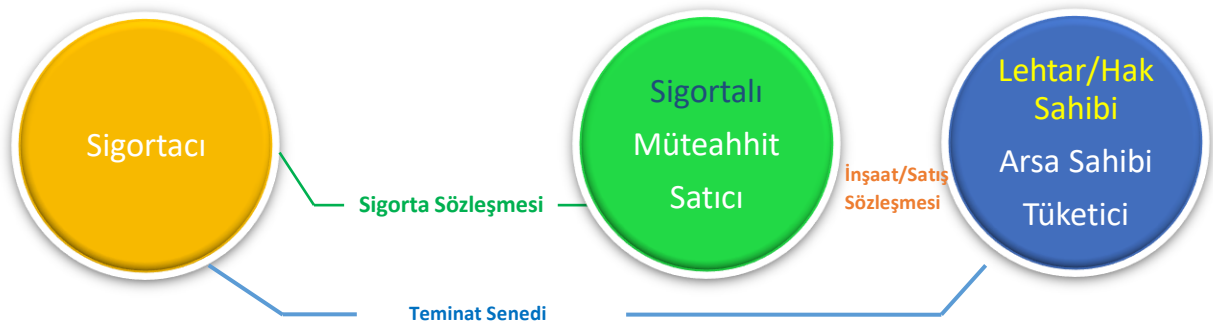 Sigortacı
Sigorta Sözleşmesi
Sigortalı
Müteahhit
Satıcı
İnşaat/Satış
Sözleşmesi
Lehtar/Hak
Sahibi
Arsa Sahibi
Tüketici
Teminat Senedi